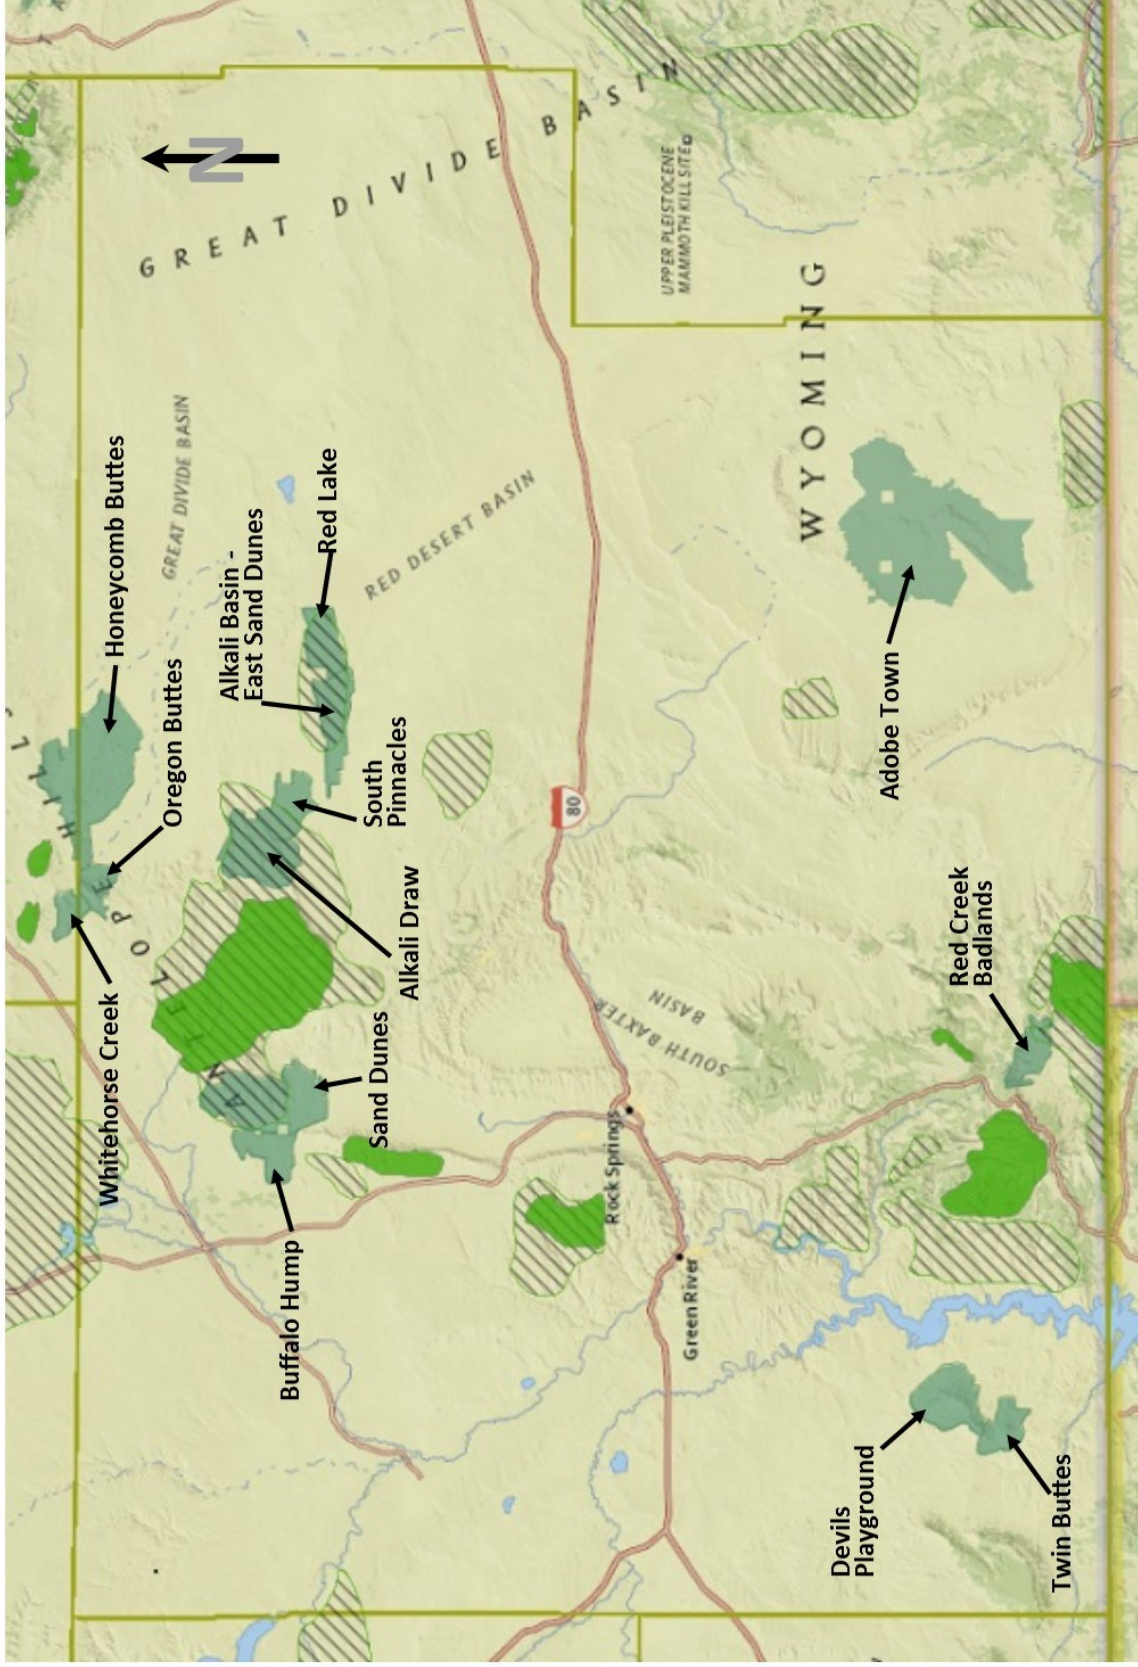 GREAT DIVIDE BASIN
N
UPPER PLEISTOCENE
MAMMOTH KILL SITE
WYOMING
GREAT DIVIDE BASIN
Honeycomb Buttes
Oregon Buttes
Alkali Basin -
East Sand Dunes
Red Lake
RED DESERT BASIN
ANTELOPE HILLS
South
Pinnacles
Alkali Draw
Whitehorse Creek
Sand Dunes
Buffalo Hump
80
Adobe Town
SOUTH BAXTER
BASIN
Red Creek
Badlands
Rock Springs
Green River
Devils
Playground
Twin Buttes